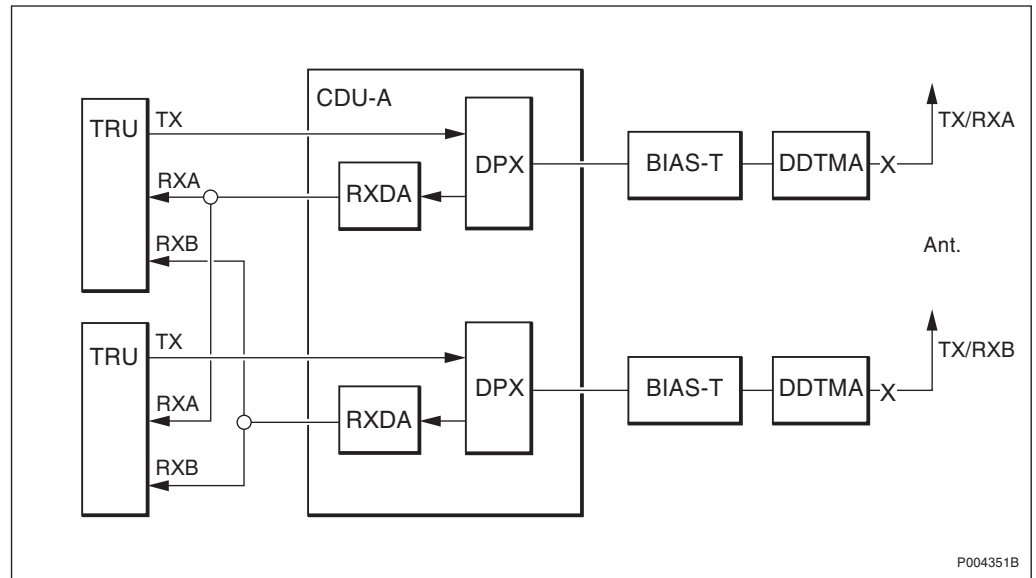 CDU-A
TRU
TX
RXA
RXB
RXDA
DPX
BIAS-T
DDTMA
X
TX/RXA
Ant.
TRU
TX
RXA
RXB
RXDA
DPX
BIAS-T
DDTMA
X
TX/RXB
P004351B